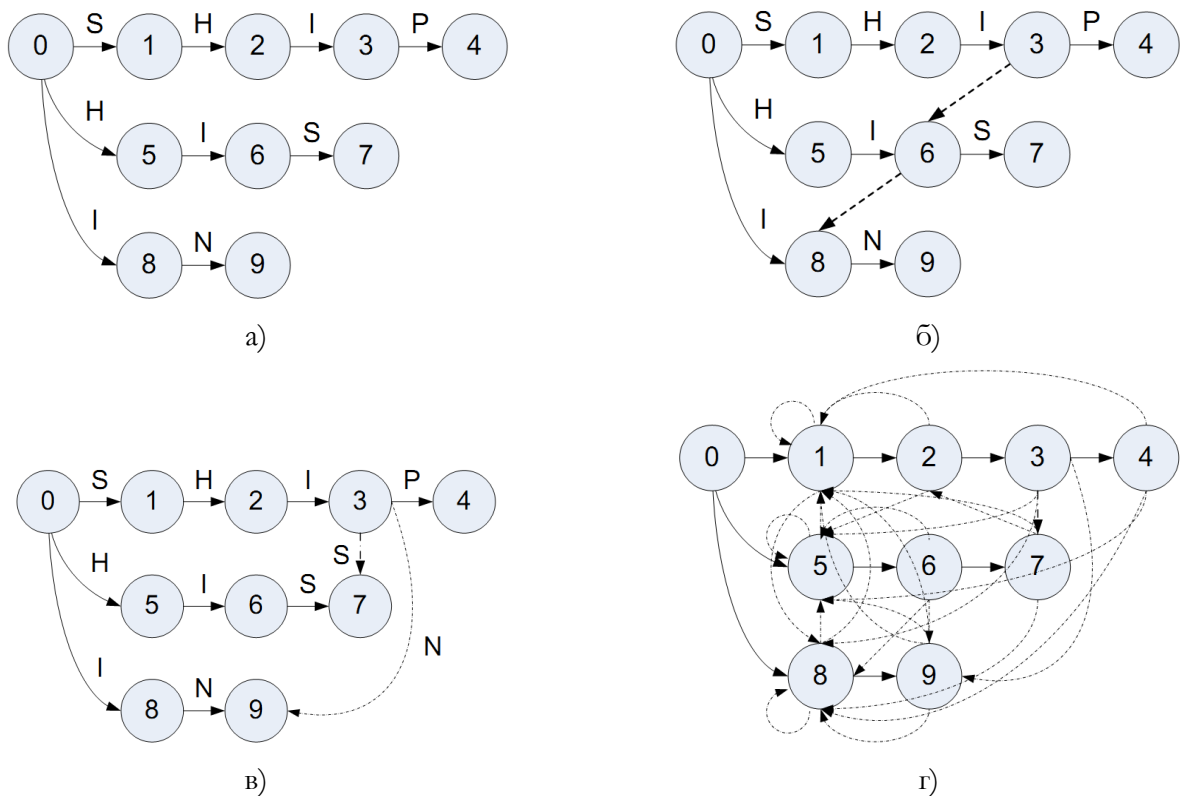 S H I P S H I P
0 1 2 3 4 0 1 2 3 4
H I S H I S
5 6 7 5 6 7
I N I N
8 9 8 9
а) б)
S H I P
0 1 2 3 4 0 1 2 3 4
H I S S
5 6 7 5 6 7
N
I N
8 9 8 9
в) г)